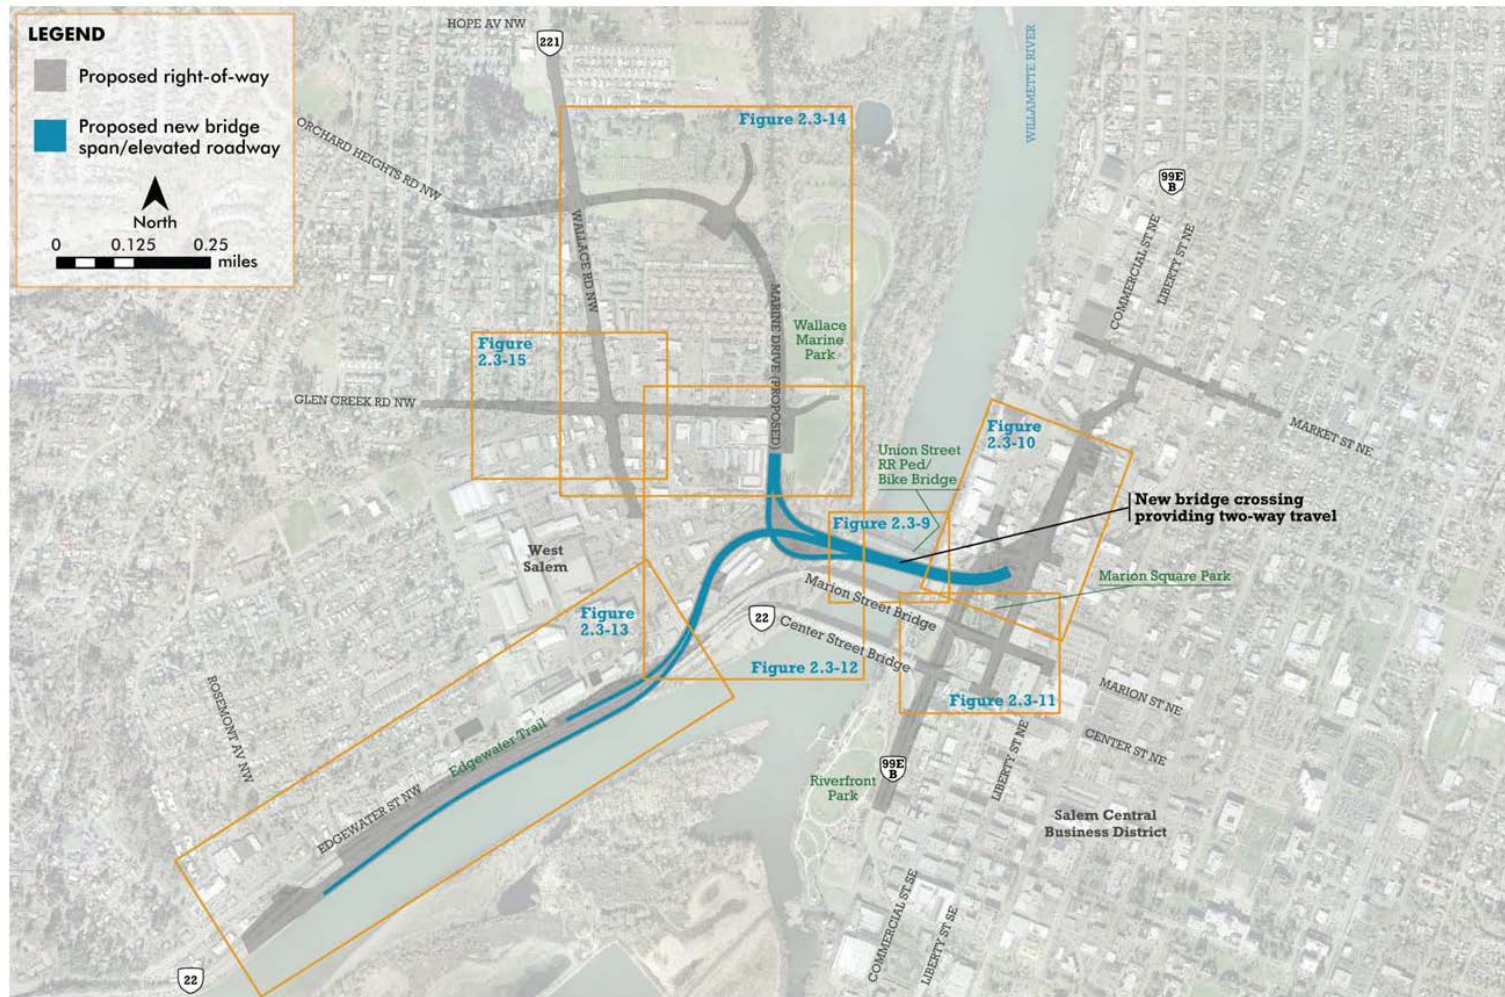 LEGEND
Proposed right-of-way
Proposed new bridge
span/elevated roadway
North
0 0.125 0.25
miles
HOPE AV NW
221
ORCHARD HEIGHTS RD NW
WALLACE RD NW
Figure 2.3-14
WILLAMETTE RIVER
99E
B
COMMERCIAL ST NE
LIBERTY ST NE
MARINE DRIVE (PROPOSED)
Wallace
Marine
Park
Figure
2.3-15
GLEN CREEK RD NW
MARKET ST NE
Figure
2.3-10
Union Street
RR Ped/
Bike Bridge
New bridge crossing
providing two-way travel
Figure 2.3-9
West
Salem
Marion Square Park
Marion Street Bridge
Figure
2.3-13
22
Center Street Bridge
Figure 2.3-12
Figure 2.3-11
MARION ST NE
CENTER ST NE
LIBERTY ST NE
ROSEMONT AV NW
Edgewater Trail
EDGEWATER ST NW
99E
B
Riverfront
Park
Salem Central
Business District
COMMERCIAL ST SE
LIBERTY ST SE
22